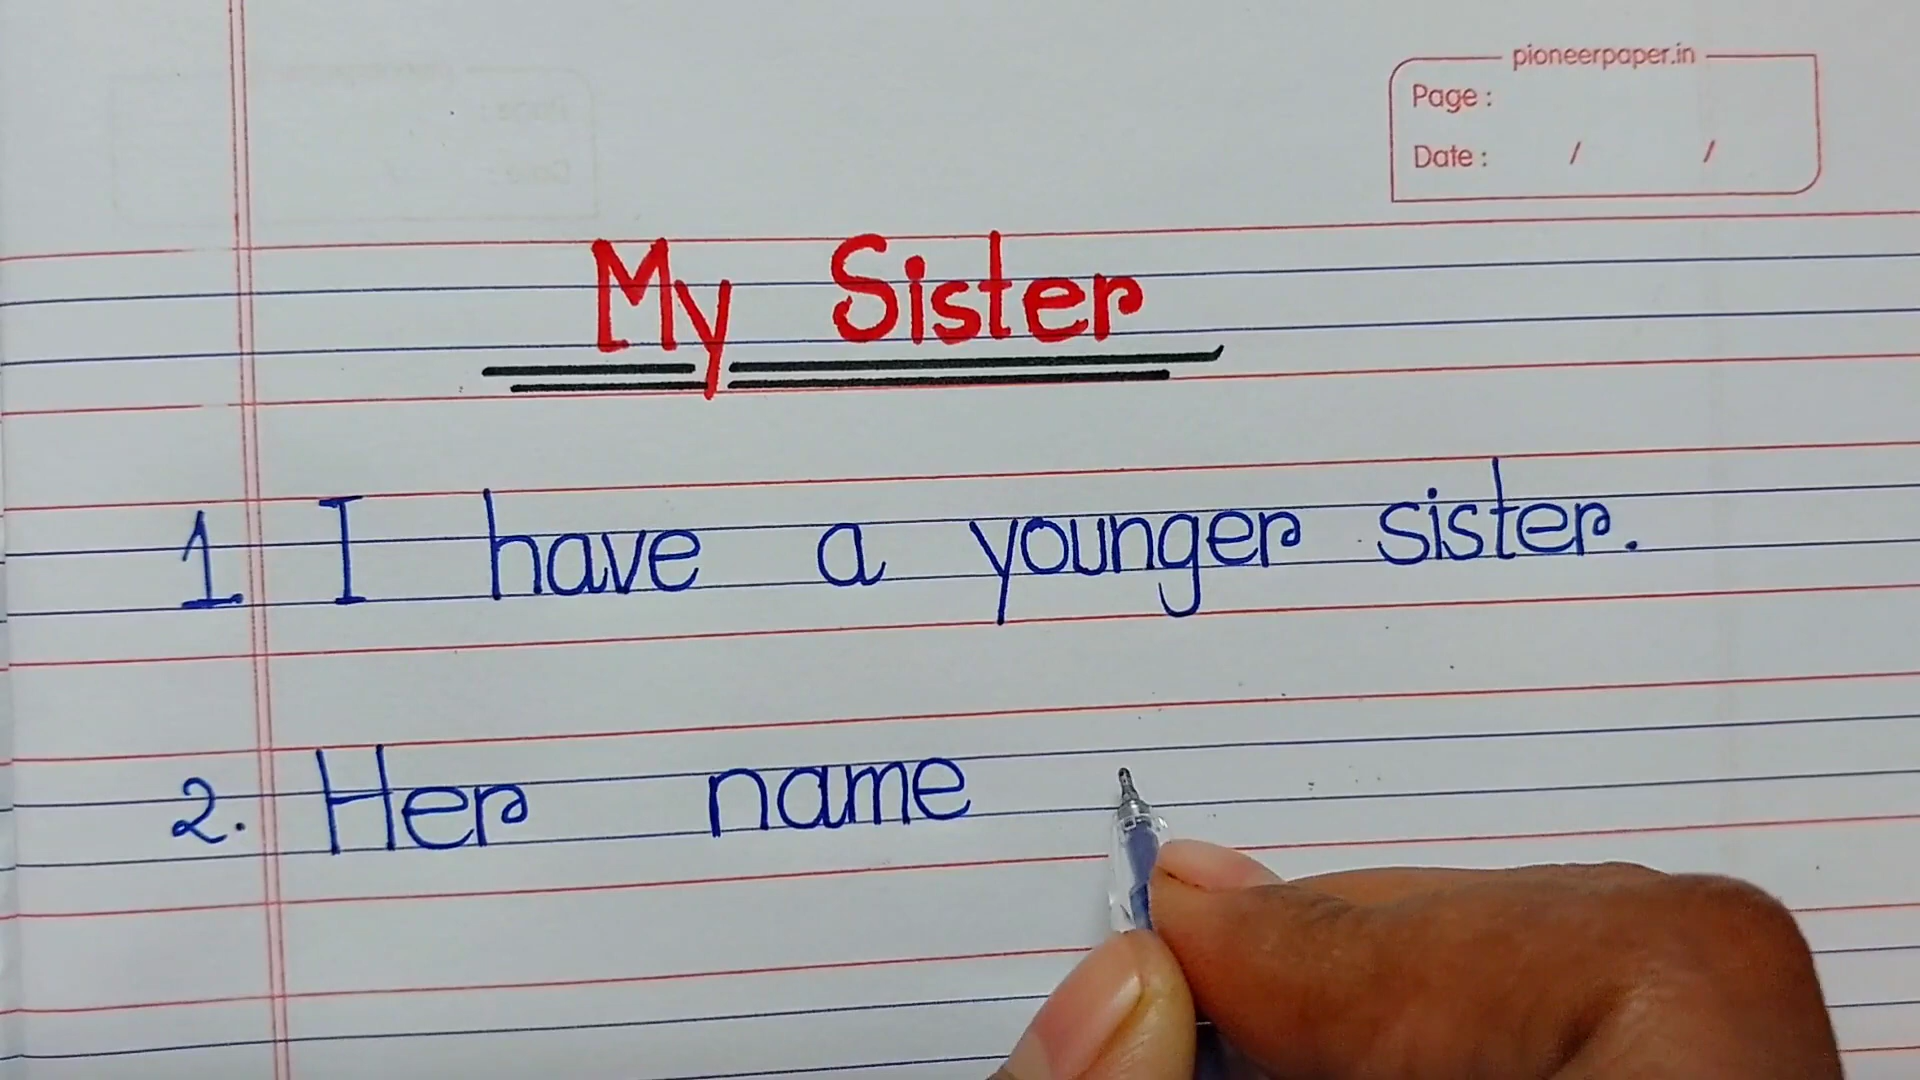 pioneerpaper.in
Page :
Date : / /
My Sister
1. I have a younger sister.
2. Her name